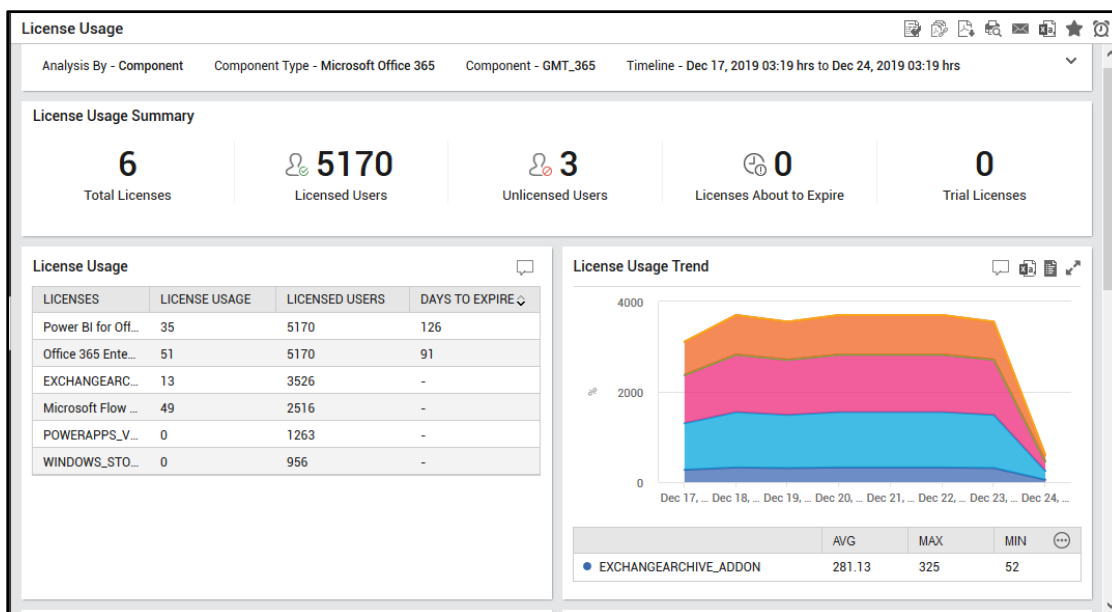 License Usage
Analysis By - Component Component Type - Microsoft Office 365 Component - GMT_365 Timeline - Dec 17, 2019 03:19 hrs to Dec 24, 2019 03:19 hrs
License Usage Summary
6 5170 3 0 0
Total Licenses Licensed Users Unlicensed Users Licenses About to Expire Trial Licenses
License Usage
LICENSES LICENSE USAGE LICENSED USERS DAYS TO EXPIRE
Power BI for Off... 35 5170 126
Office 365 Ente... 51 5170 91
EXCHANGEARC... 13 3526 -
Microsoft Flow ... 49 2516 -
POWERAPPS_V... 0 1263 -
WINDOWS_STO... 0 956 -
License Usage Trend
4000
%
2000
0
Dec 17, ... Dec 18, ... Dec 19, ... Dec 20, ... Dec 21, ... Dec 22, ... Dec 23, ... Dec 24, ...
AVG MAX MIN
EXCHANGEARCHIVE_ADDON 281.13 325 52